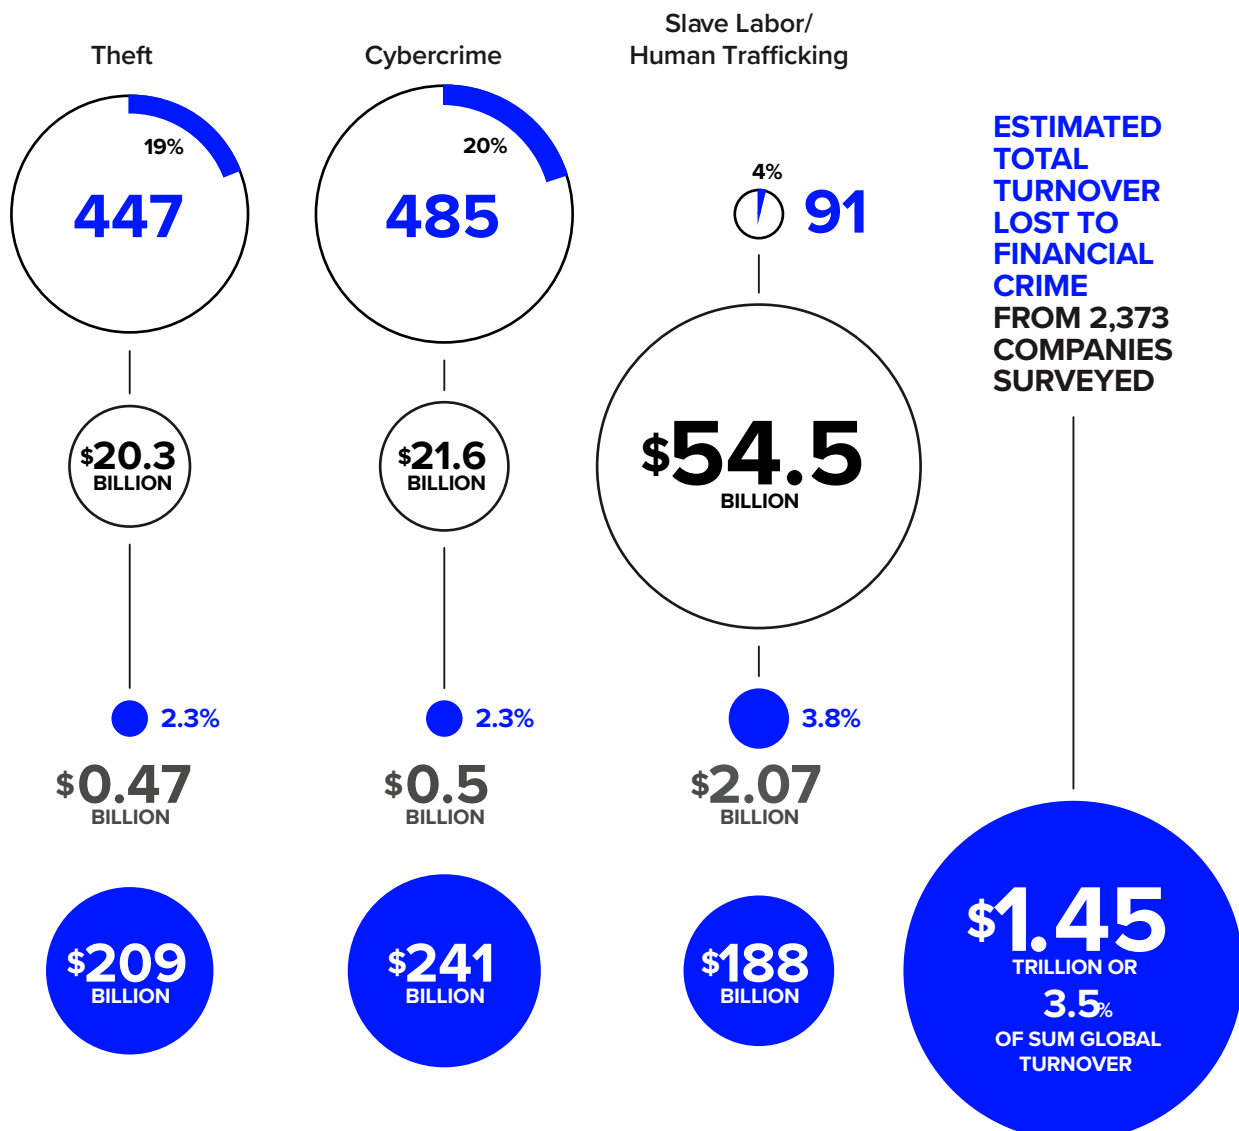 Theft
19%
447
$20.3
BILLION
2.3%
$0.47
BILLION
$209
BILLION
Cybercrime
20%
485
$21.6
BILLION
2.3%
$0.5
BILLION
$241
BILLION
Slave Labor/
Human Trafficking
4%
91
$54.5
BILLION
3.8%
$2.07
BILLION
$188
BILLION
ESTIMATED
TOTAL
TURNOVER
LOST TO
FINANCIAL
CRIME
FROM 2,373
COMPANIES
SURVEYED
$1.45
TRILLION OR
3.5%
OF SUM GLOBAL
TURNOVER